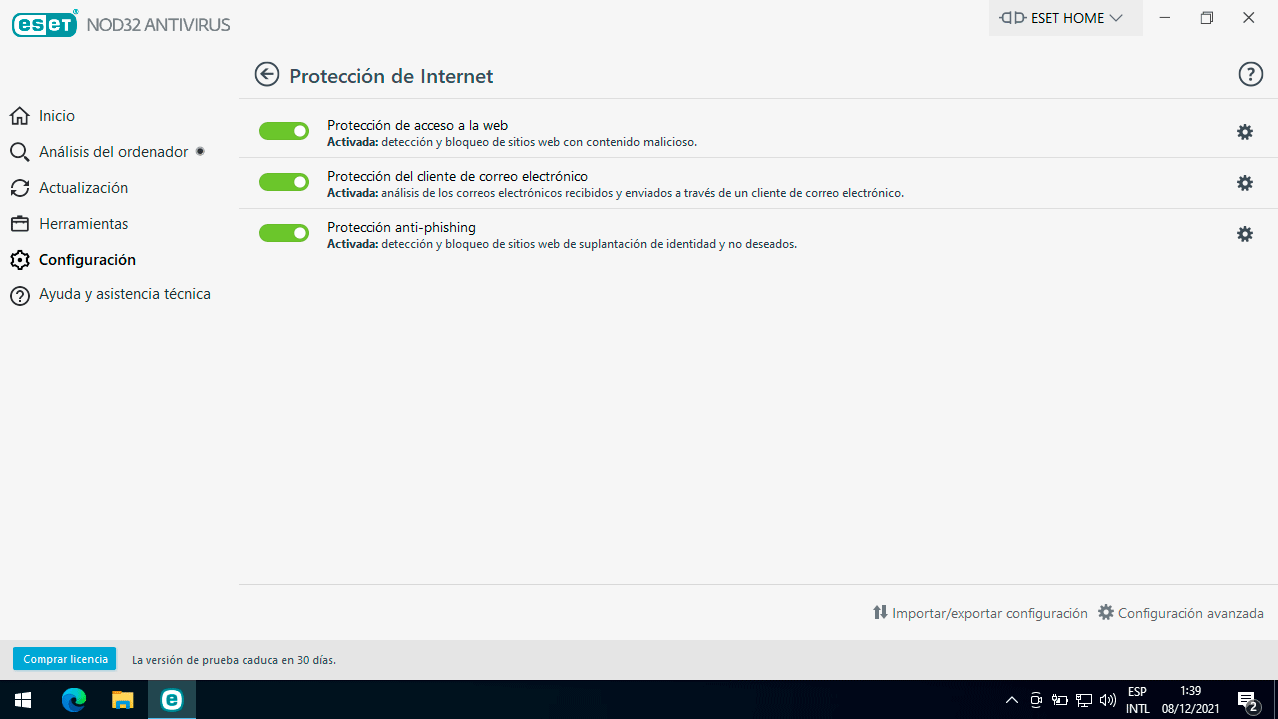 eset® NOD32 ANTIVIRUS
ESET HOME
Protección de Internet
?
Inicio
Análisis del ordenador
Actualización
Herramientas
Configuración
Ayuda y asistencia técnica
Protección de acceso a la web
Activada: detección y bloqueo de sitios web con contenido malicioso.
Protección del cliente de correo electrónico
Activada: análisis de los correos electrónicos recibidos y enviados a través de un cliente de correo electrónico.
Protección anti-phishing
Activada: detección y bloqueo de sitios web de suplantación de identidad y no deseados.
Importar/exportar configuración
Configuración avanzada
Comprar licencia
La versión de prueba caduca en 30 días.
e
ESP
INTL
1:39
08/12/2021
2